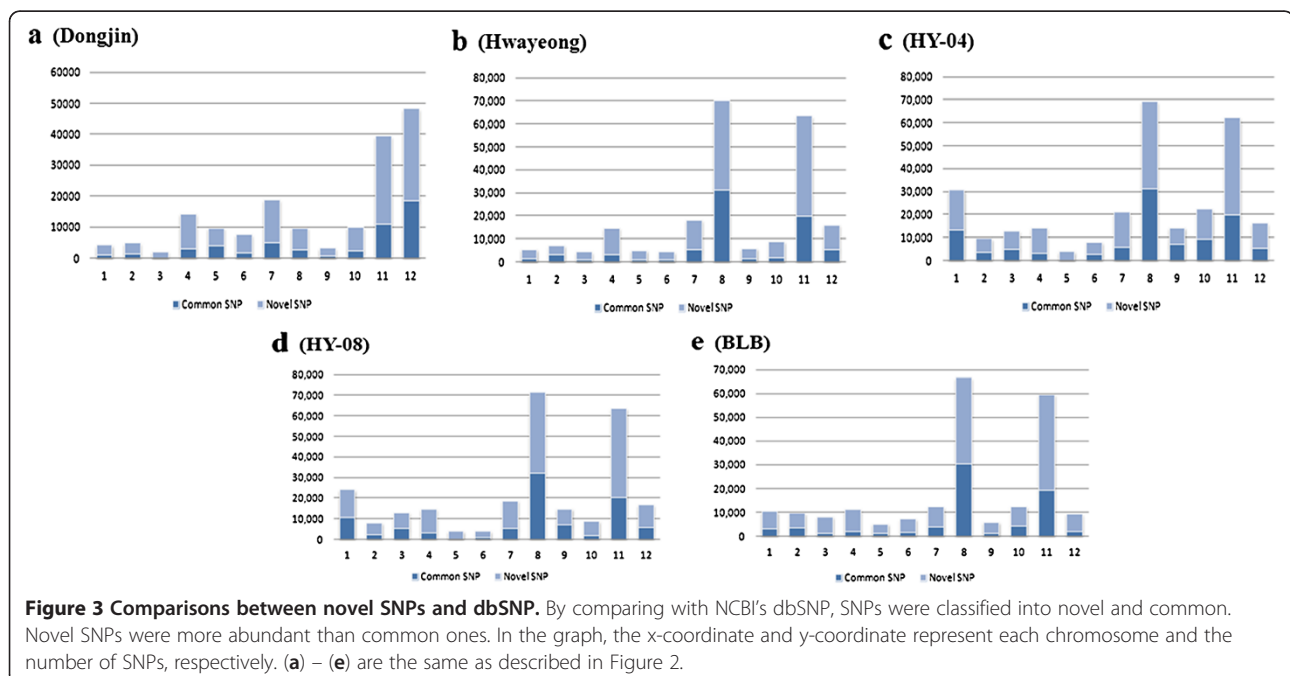 a (Dongjin)
60000
50000
40000
30000
20000
10000
0
1 2 3 4 5 6 7 8 9 10 11 12
Common SNP Novel SNP
b (Hwayeong)
80,000
70,000
60,000
50,000
40,000
30,000
20,000
10,000
0
1 2 3 4 5 6 7 8 9 10 11 12
Common SNP Novel SNP
c (HY-04)
80,000
70,000
60,000
50,000
40,000
30,000
20,000
10,000
0
1 2 3 4 5 6 7 8 9 10 11 12
Common SNP Novel SNP
d (HY-08)
80,000
70,000
60,000
50,000
40,000
30,000
20,000
10,000
0
1 2 3 4 5 6 7 8 9 10 11 12
Common SNP Novel SNP
e (BLB)
70,000
60,000
50,000
40,000
30,000
20,000
10,000
0
1 2 3 4 5 6 7 8 9 10 11 12
Common SNP Novel SNP
Figure 3 Comparisons between novel SNPs and dbSNP. By comparing with NCBI's dbSNP, SNPs were classified into novel and common.
Novel SNPs were more abundant than common ones. In the graph, the x-coordinate and y-coordinate represent each chromosome and the
number of SNPs, respectively. (a) – (e) are the same as described in Figure 2.